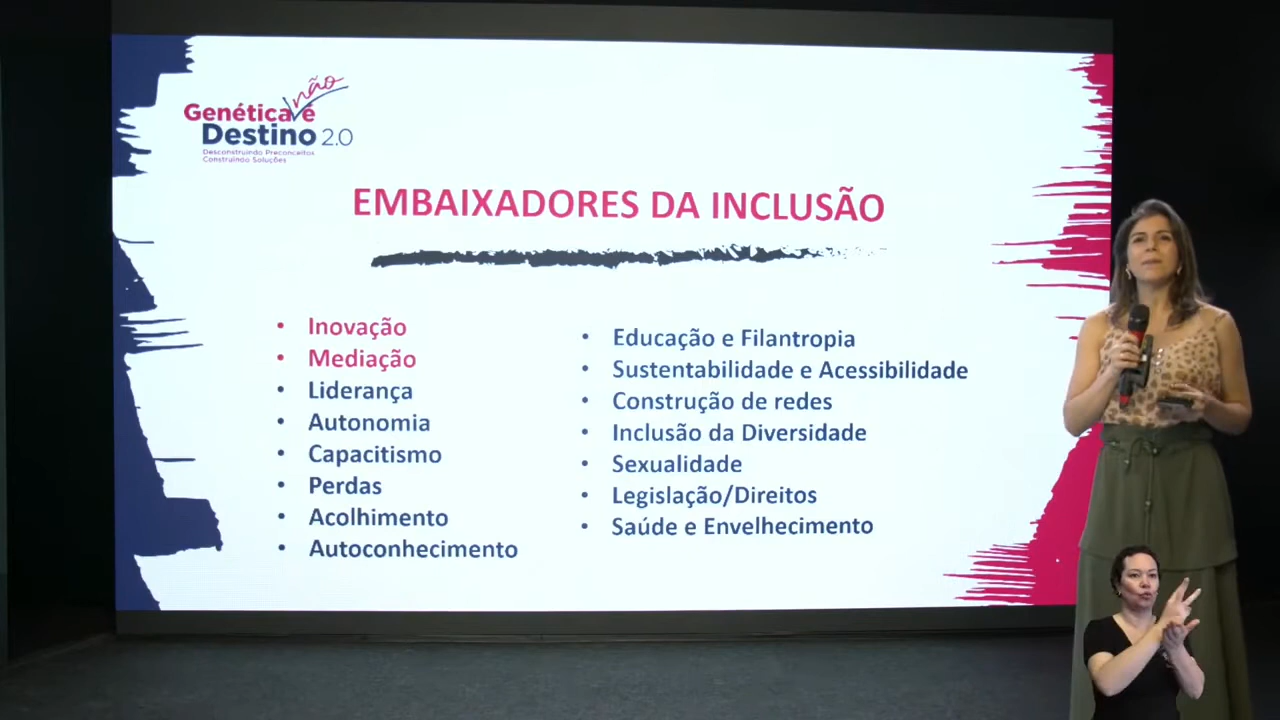 não
Genética é
Destino 2.0
Desconstruindo Preconceitos
Construindo Soluções
EMBAIXADORES DA INCLUSÃO
• Inovação
• Mediação
• Liderança
• Autonomia
• Capacitismo
• Perdas
• Acolhimento
• Autoconhecimento
• Educação e Filantropia
• Sustentabilidade e Acessibilidade
• Construção de redes
• Inclusão da Diversidade
• Sexualidade
• Legislação/Direitos
• Saúde e Envelhecimento